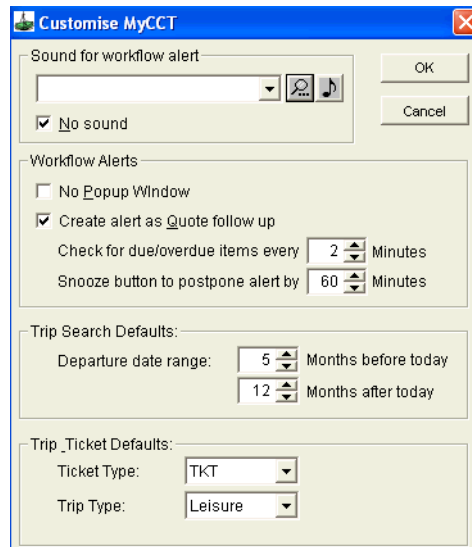 Customise MyCCT
Sound for workflow alert
OK
No sound
Cancel
Workflow Alerts
No Popup WIndow
Create alert as Quote follow up
Check for due/overdue items every 2 Minutes
Snooze button to postpone alert by 60 Minutes
Trip Search Defaults:
Departure date range: 5 Months before today
12 Months after today
Trip_Ticket Defaults:
Ticket Type: TKT
Trip Type: Leisure